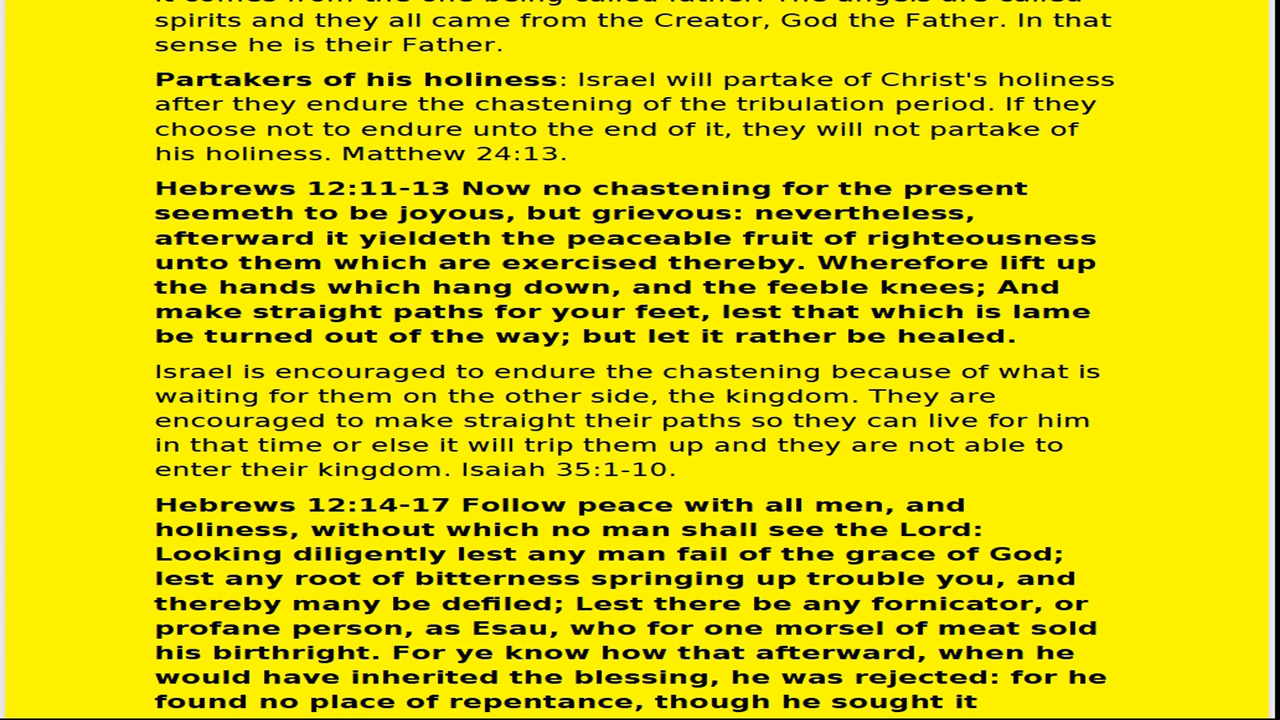 spirits and they all came from the Creator, God the Father. In that
sense he is their Father.
Partakers of his holiness: Israel will partake of Christ's holiness
after they endure the chastening of the tribulation period. If they
choose not to endure unto the end of it, they will not partake of
his holiness. Matthew 24:13.
Hebrews 12:11-13 Now no chastening for the present
seemeth to be joyous, but grievous: nevertheless,
afterward it yieldeth the peaceable fruit of righteousness
unto them which are exercised thereby. Wherefore lift up
the hands which hang down, and the feeble knees; And
make straight paths for your feet, lest that which is lame
be turned out of the way; but let it rather be healed.
Israel is encouraged to endure the chastening because of what is
waiting for them on the other side, the kingdom. They are
encouraged to make straight their paths so they can live for him
in that time or else it will trip them up and they are not able to
enter their kingdom. Isaiah 35:1-10.
Hebrews 12:14-17 Follow peace with all men, and
holiness, without which no man shall see the Lord:
Looking diligently lest any man fail of the grace of God;
lest any root of bitterness springing up trouble you, and
thereby many be defiled; Lest there be any fornicator, or
profane person, as Esau, who for one morsel of meat sold
his birthright. For ye know how that afterward, when he
would have inherited the blessing, he was rejected: for he
found no place of repentance, though he sought it